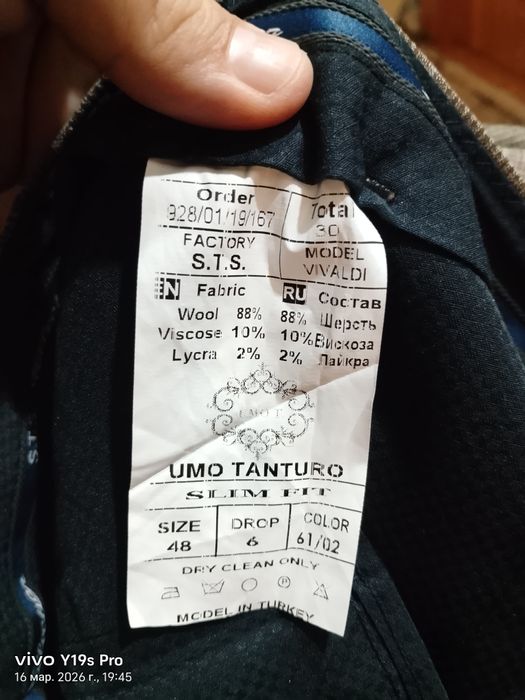 Order Total
928/01/19/167 30
FACTORY MODEL
S.T.S. VIVALDI
EN Fabric RU Состав
Wool 88% 88% Шерсть
Viscose 10% 10% Вискоза
Lycra 2% 2% Лайкра
UMO T
UMO TANTURO
SLIM FIT
SIZE DROP COLOR
48 6 61/02
DRY CLEAN ONLY
P
MODEL IN TURKEY
vivo Y19s Pro
16 мар. 2026 г., 19:45